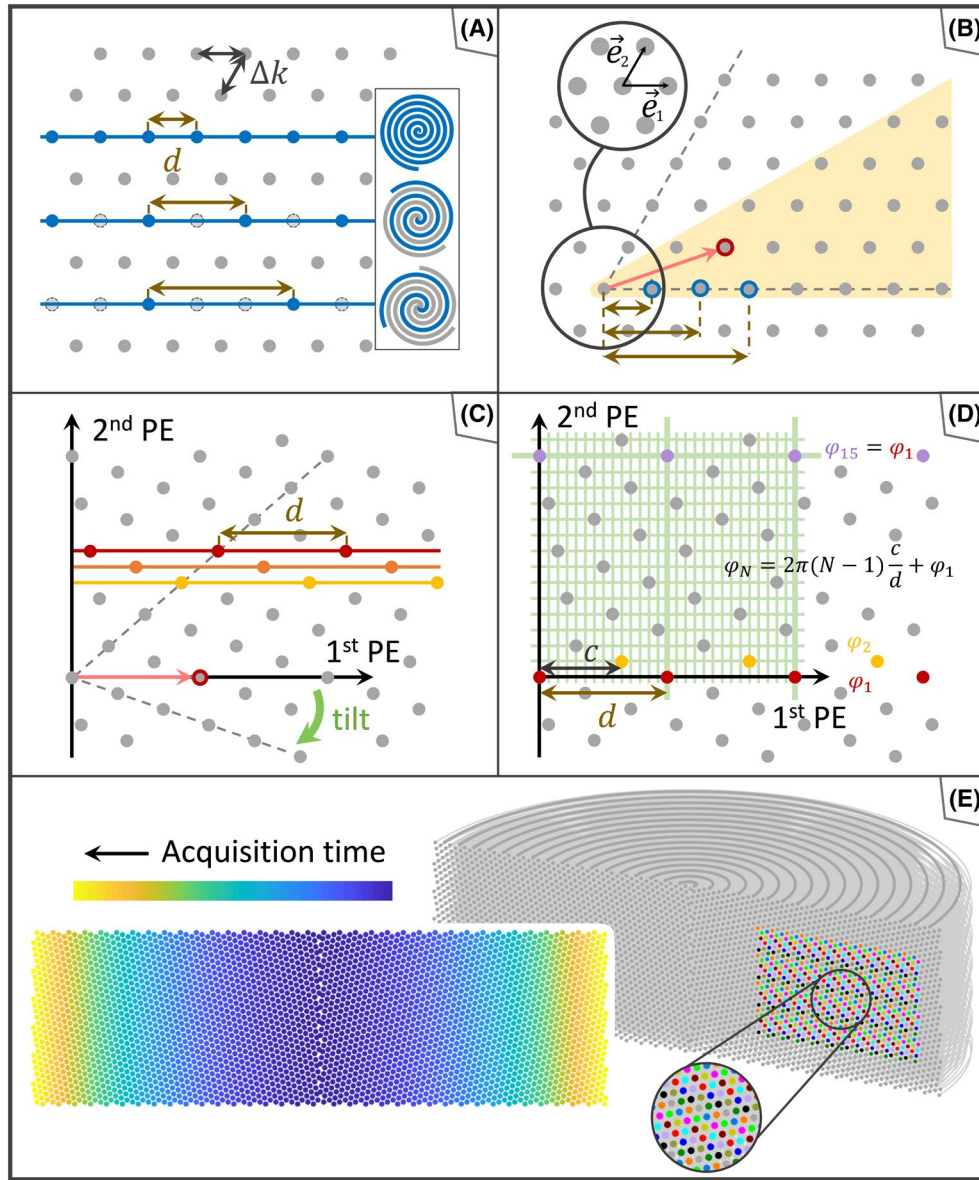 (A)
Δk
d
(B)
e⃗₂
e⃗₁
(C)
2ⁿᵈ PE
d
1ˢᵗ PE
tilt
(D)
2ⁿᵈ PE
φ₁₅ = φ₁
φ_N = 2π(N − 1) c/d + φ₁
c
φ₂
φ₁
d
1ˢᵗ PE
(E)
Acquisition time